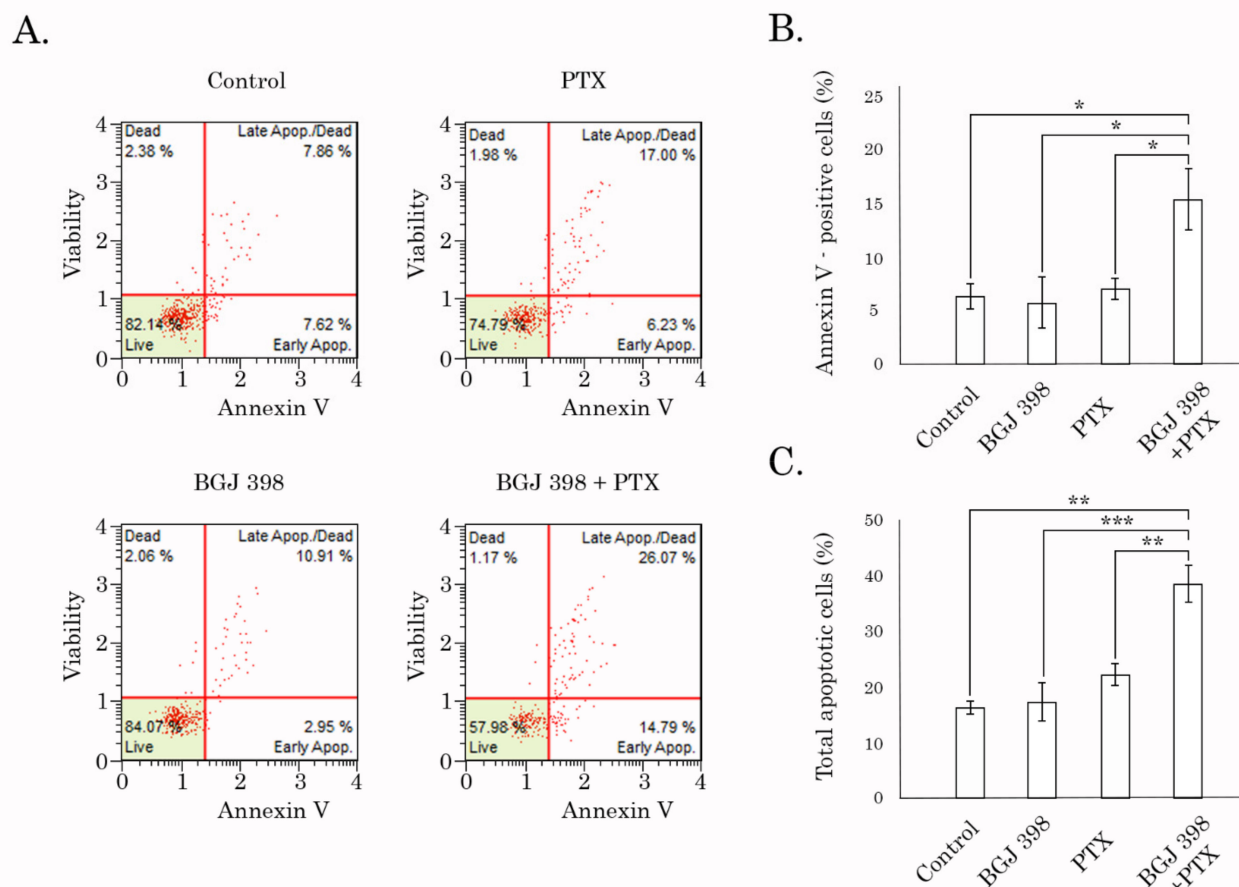 A.
Control
Dead
2.38 %
Late Apop./Dead
7.86 %
82.14 %
Live
7.62 %
Early Apop.
Viability
4
3
2
1
0
0 1 2 3 4
Annexin V
PTX
Dead
1.98 %
Late Apop./Dead
17.00 %
74.79 %
Live
6.23 %
Early Apop.
Viability
4
3
2
1
0
0 1 2 3 4
Annexin V
BGJ 398
Dead
2.06 %
Late Apop./Dead
10.91 %
84.07 %
Live
2.95 %
Early Apop.
Viability
4
3
2
1
0
0 1 2 3 4
Annexin V
BGJ 398 + PTX
Dead
1.17 %
Late Apop./Dead
26.07 %
57.98 %
Live
14.79 %
Early Apop.
Viability
4
3
2
1
0
0 1 2 3 4
Annexin V
B.
Annexin V - positive cells (%)
25
20
15
10
5
0
*
*
*
Control
BGJ 398
PTX
BGJ 398
+PTX
C.
Total apoptotic cells (%)
50
40
30
20
10
0
**
***
**
Control
BGJ 398
PTX
BGJ 398
+PTX